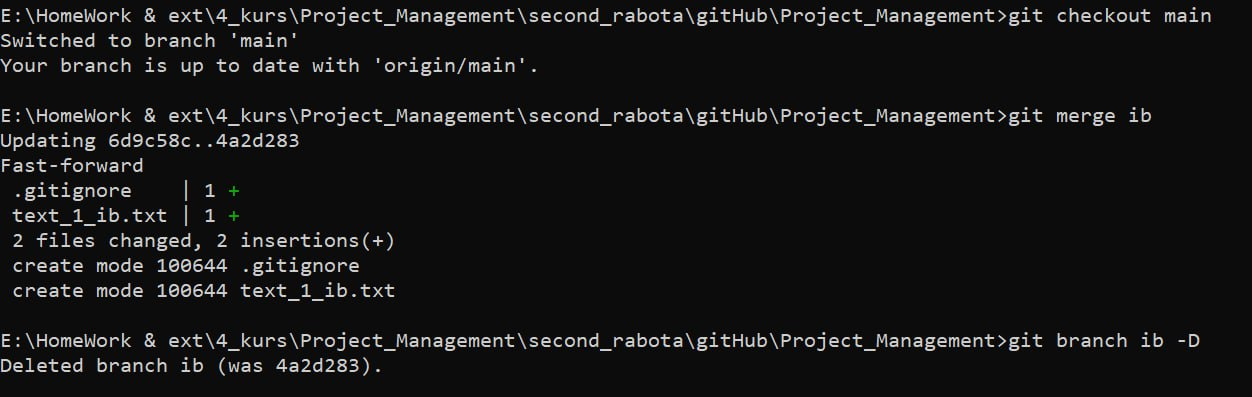 E:\HomeWork & ext\4_kurs\Project_Management\second_rabota\gitHub\Project_Management>git checkout main
Switched to branch 'main'
Your branch is up to date with 'origin/main'.
E:\HomeWork & ext\4_kurs\Project_Management\second_rabota\gitHub\Project_Management>git merge ib
Updating 6d9c58c..4a2d283
Fast-forward
 .gitignore    | 1 +
 text_1_ib.txt | 1 +
 2 files changed, 2 insertions(+)
 create mode 100644 .gitignore
 create mode 100644 text_1_ib.txt
E:\HomeWork & ext\4_kurs\Project_Management\second_rabota\gitHub\Project_Management>git branch ib -D
Deleted branch ib (was 4a2d283).